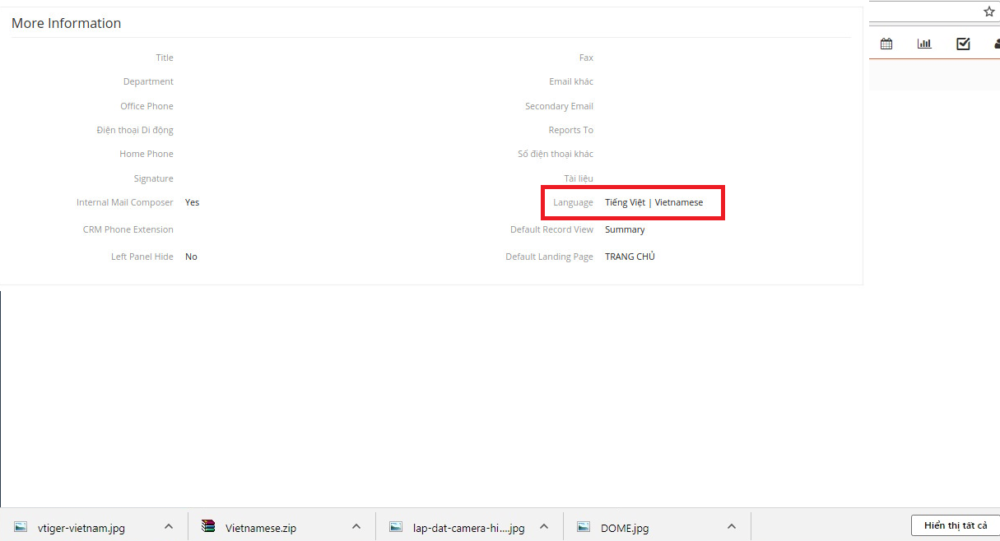 More Information
Title
Fax
Department
Email khác
Office Phone
Secondary Email
Điện thoại Di động
Reports To
Home Phone
Số điện thoại khác
Signature
Tài liệu
Internal Mail Composer Yes
Language Tiếng Việt | Vietnamese
CRM Phone Extension
Default Record View Summary
Left Panel Hide No
Default Landing Page TRANG CHỦ
vtiger-vietnam.jpg
Vietnamese.zip
lap-dat-camera-hi....jpg
DOME.jpg
Hiển thị tất cả